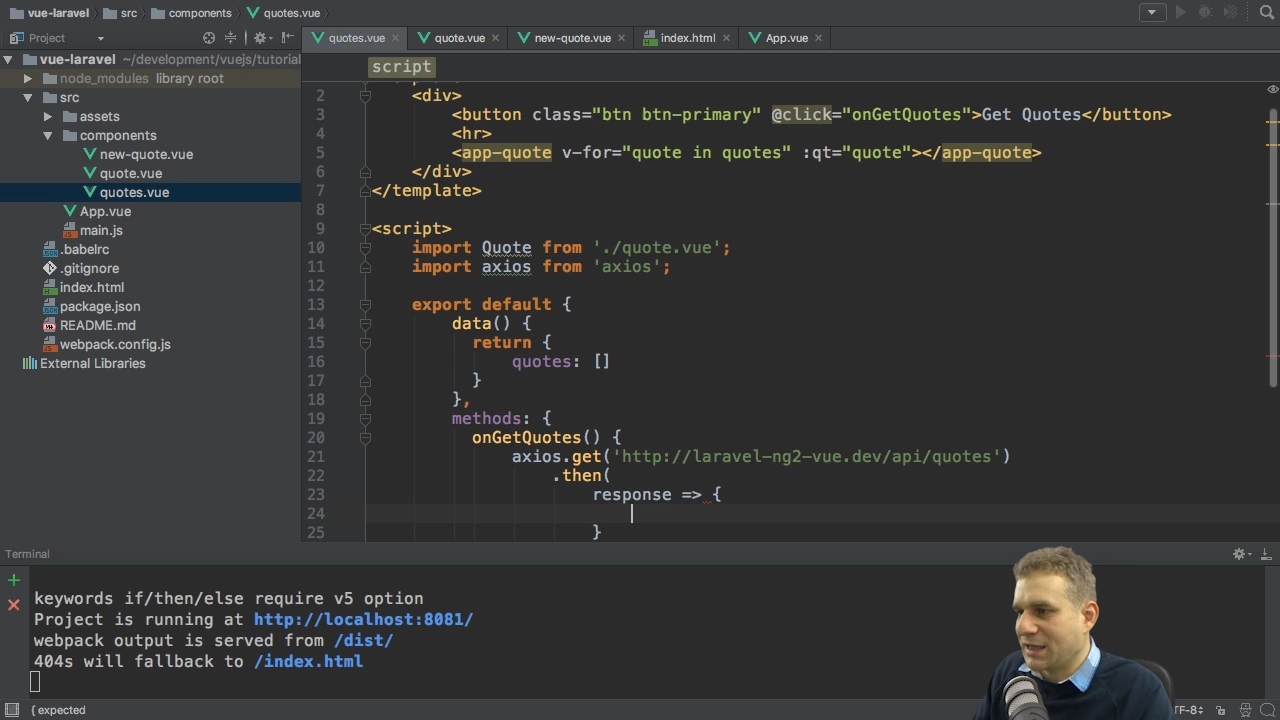 vue-laravel src components quotes.vue
Project
quotes.vue quote.vue new-quote.vue index.html App.vue
vue-laravel ~/development/vuejs/tutorial
node_modules library root
src
assets
components
new-quote.vue
quote.vue
quotes.vue
App.vue
main.js
.babelrc
.gitignore
index.html
package.json
README.md
webpack.config.js
External Libraries
script
2 <div>
3 <button class="btn btn-primary" @click="onGetQuotes">Get Quotes</button>
4 <hr>
5 <app-quote v-for="quote in quotes" :qt="quote"></app-quote>
6 </div>
7 </template>
8
9 <script>
10 import Quote from './quote.vue';
11 import axios from 'axios';
12
13 export default {
14 data() {
15 return {
16 quotes: []
17 }
18 },
19 methods: {
20 onGetQuotes() {
21 axios.get('http://laravel-ng2-vue.dev/api/quotes')
22 .then(
23 response => {
24
25 }
Terminal
keywords if/then/else require v5 option
Project is running at http://localhost:8081/
webpack output is served from /dist/
404s will fallback to /index.html
{ expected
TF-8